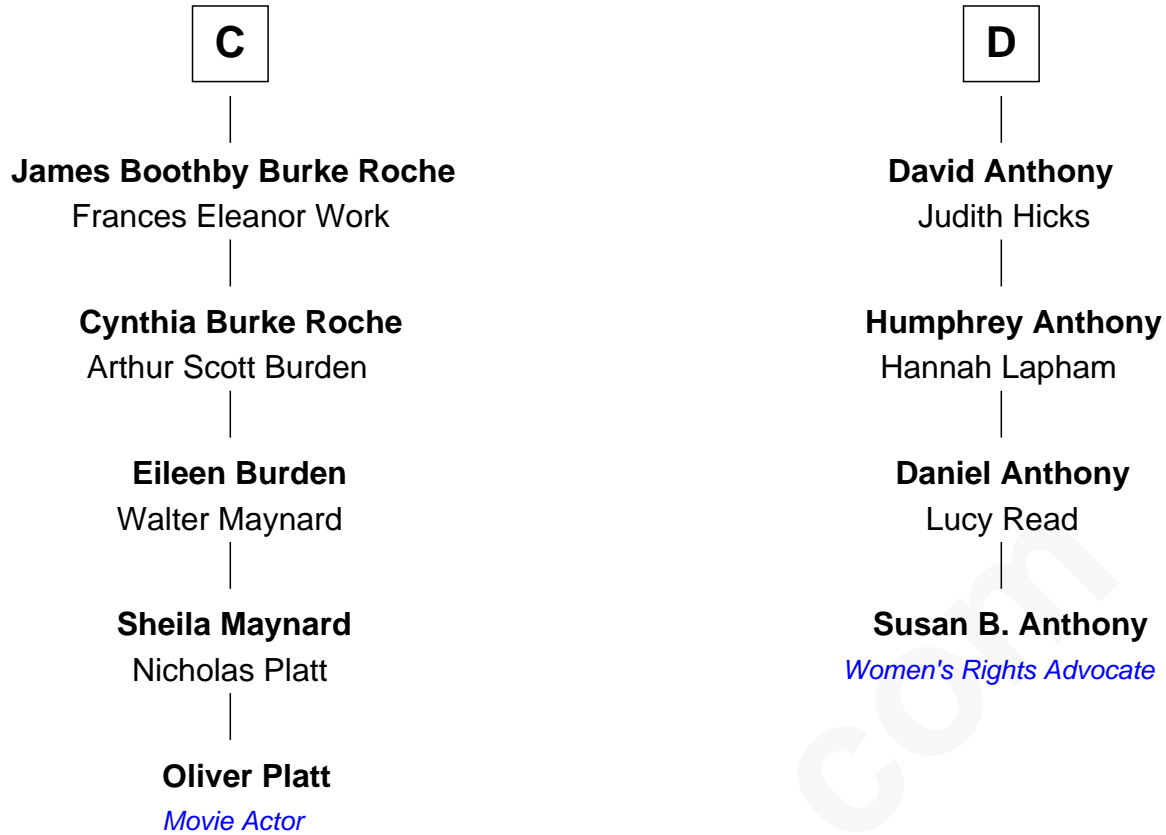 C
James Boothby Burke Roche
Frances Eleanor Work
Cynthia Burke Roche
Arthur Scott Burden
Eileen Burden
Walter Maynard
Sheila Maynard
Nicholas Platt
Oliver Platt
Movie Actor
D
David Anthony
Judith Hicks
Humphrey Anthony
Hannah Lapham
Daniel Anthony
Lucy Read
Susan B. Anthony
Women's Rights Advocate
com